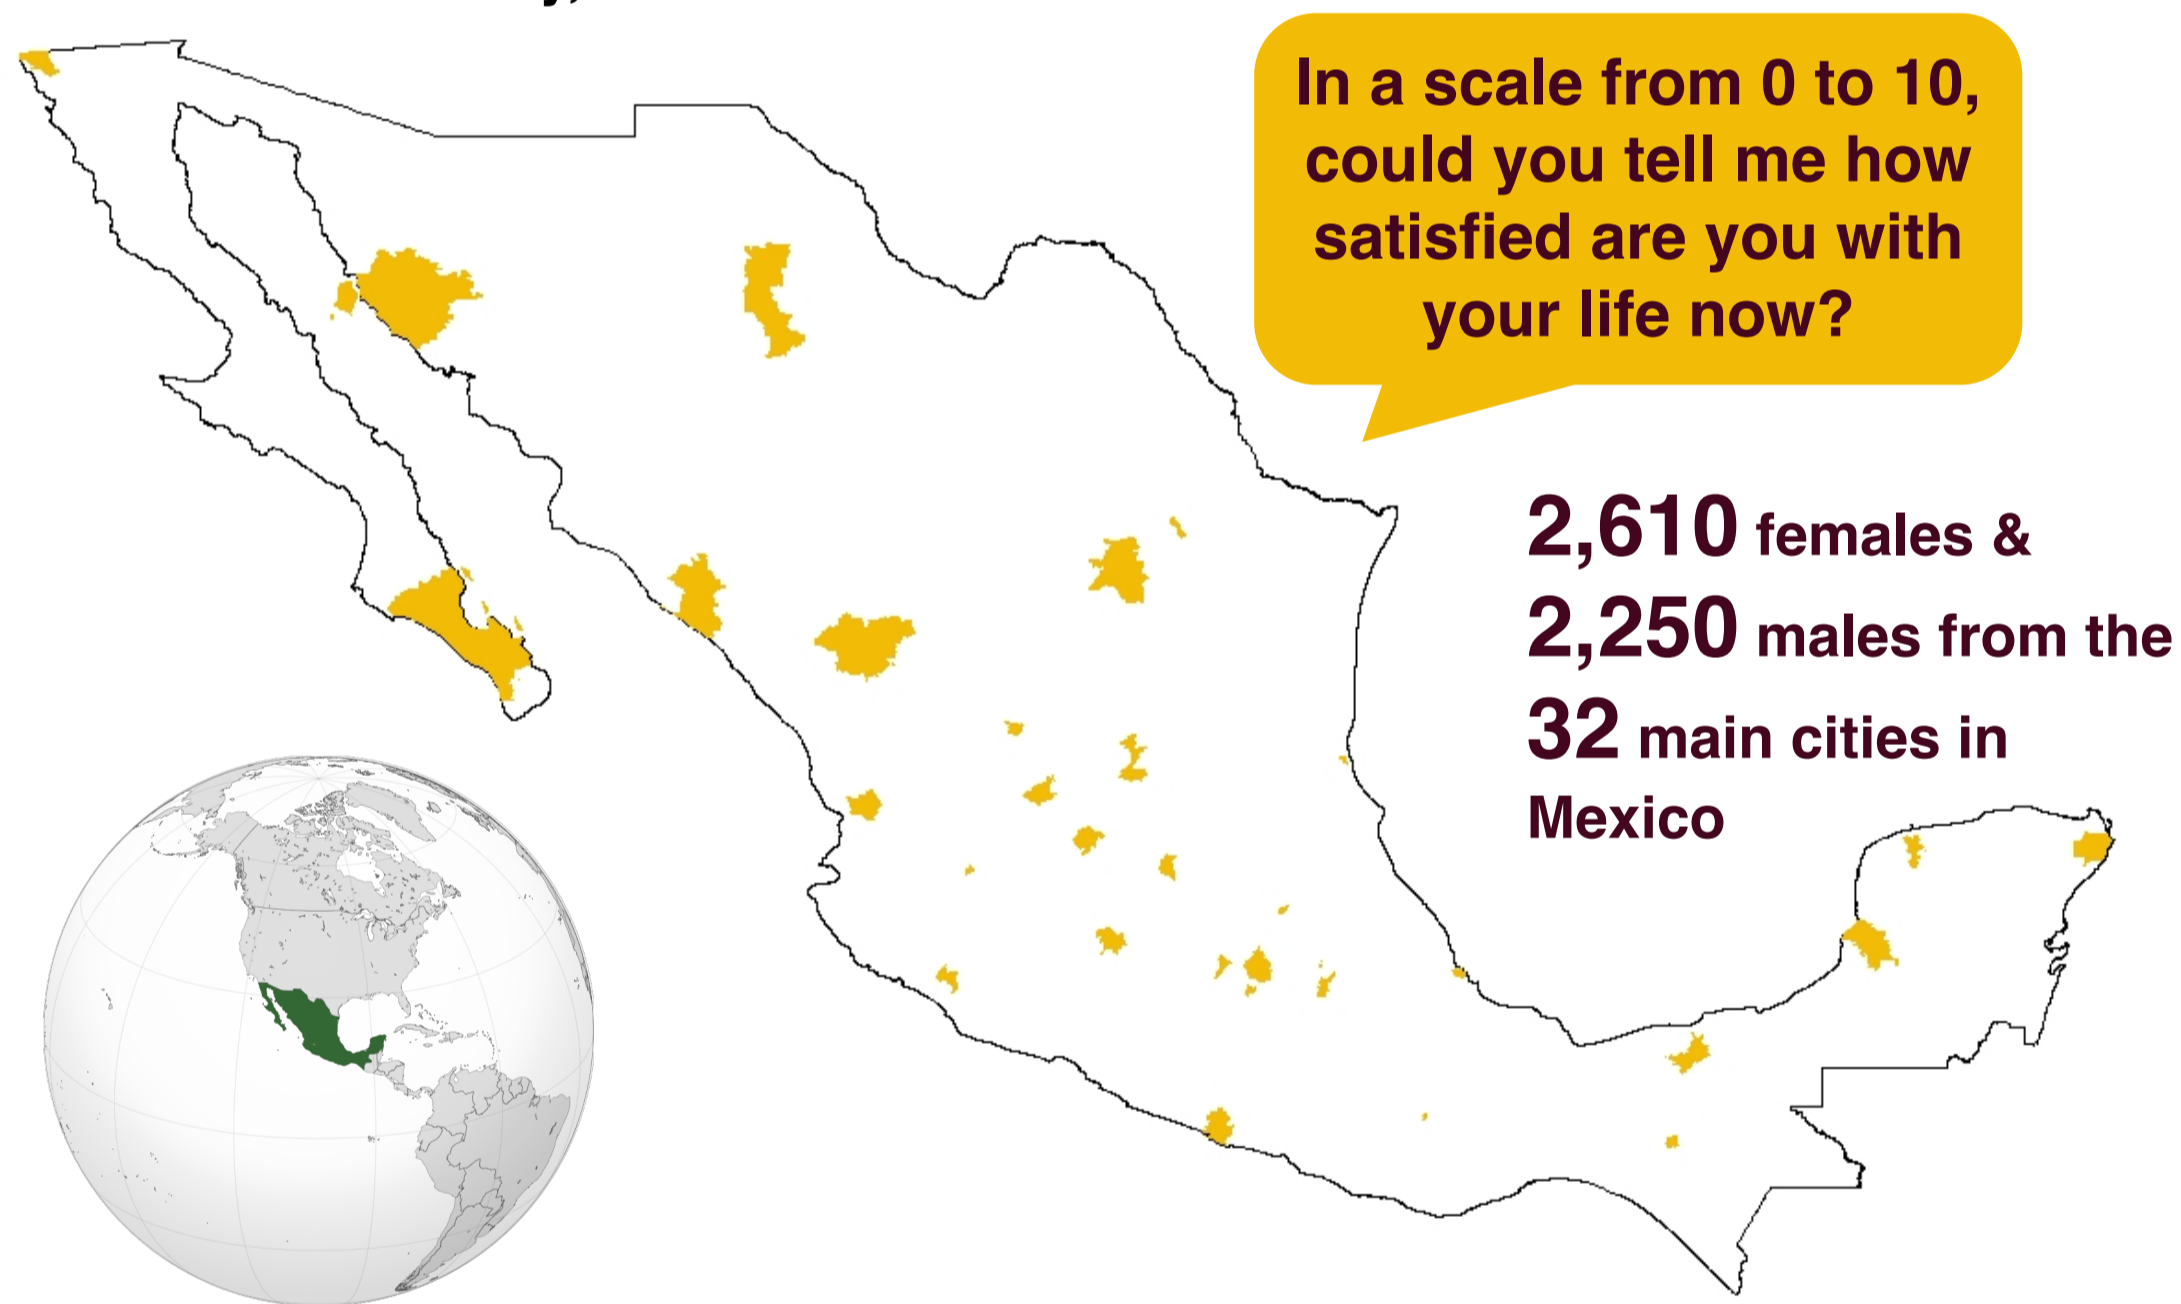 In a scale from 0 to 10,
could you tell me how
satisfied are you with
your life now?
2,610 females &
2,250 males from the
32 main cities in
Mexico